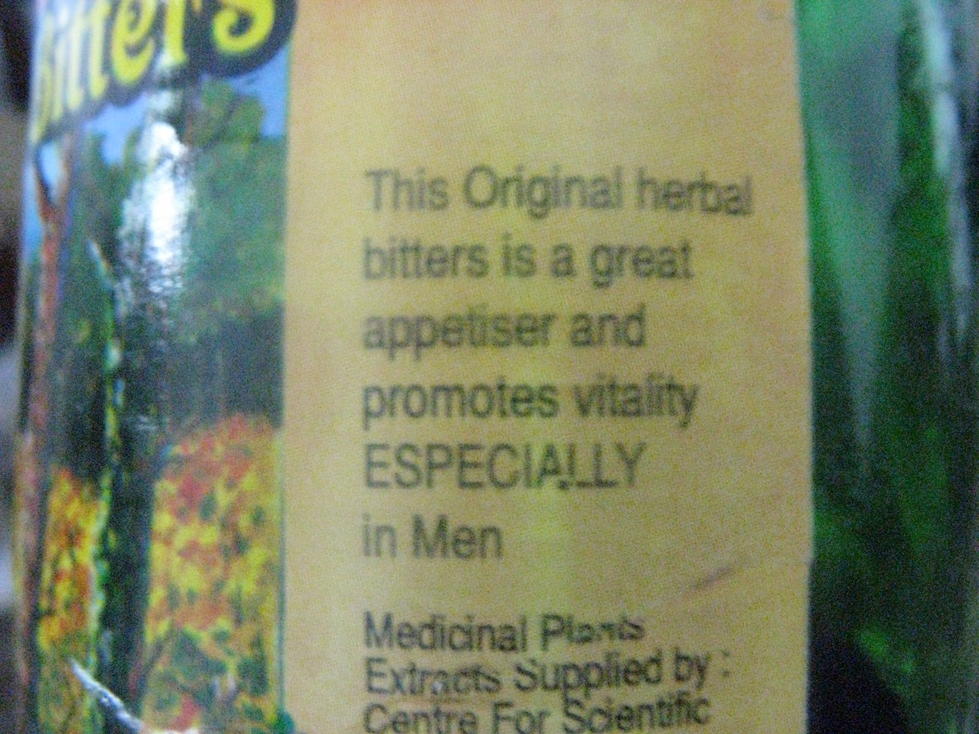 Bitters
This Original herbal
bitters is a great
appetiser and
promotes vitality
ESPECIALLY
in Men
Medicinal Plants
Extracts Supplied by :
Centre For Scientific